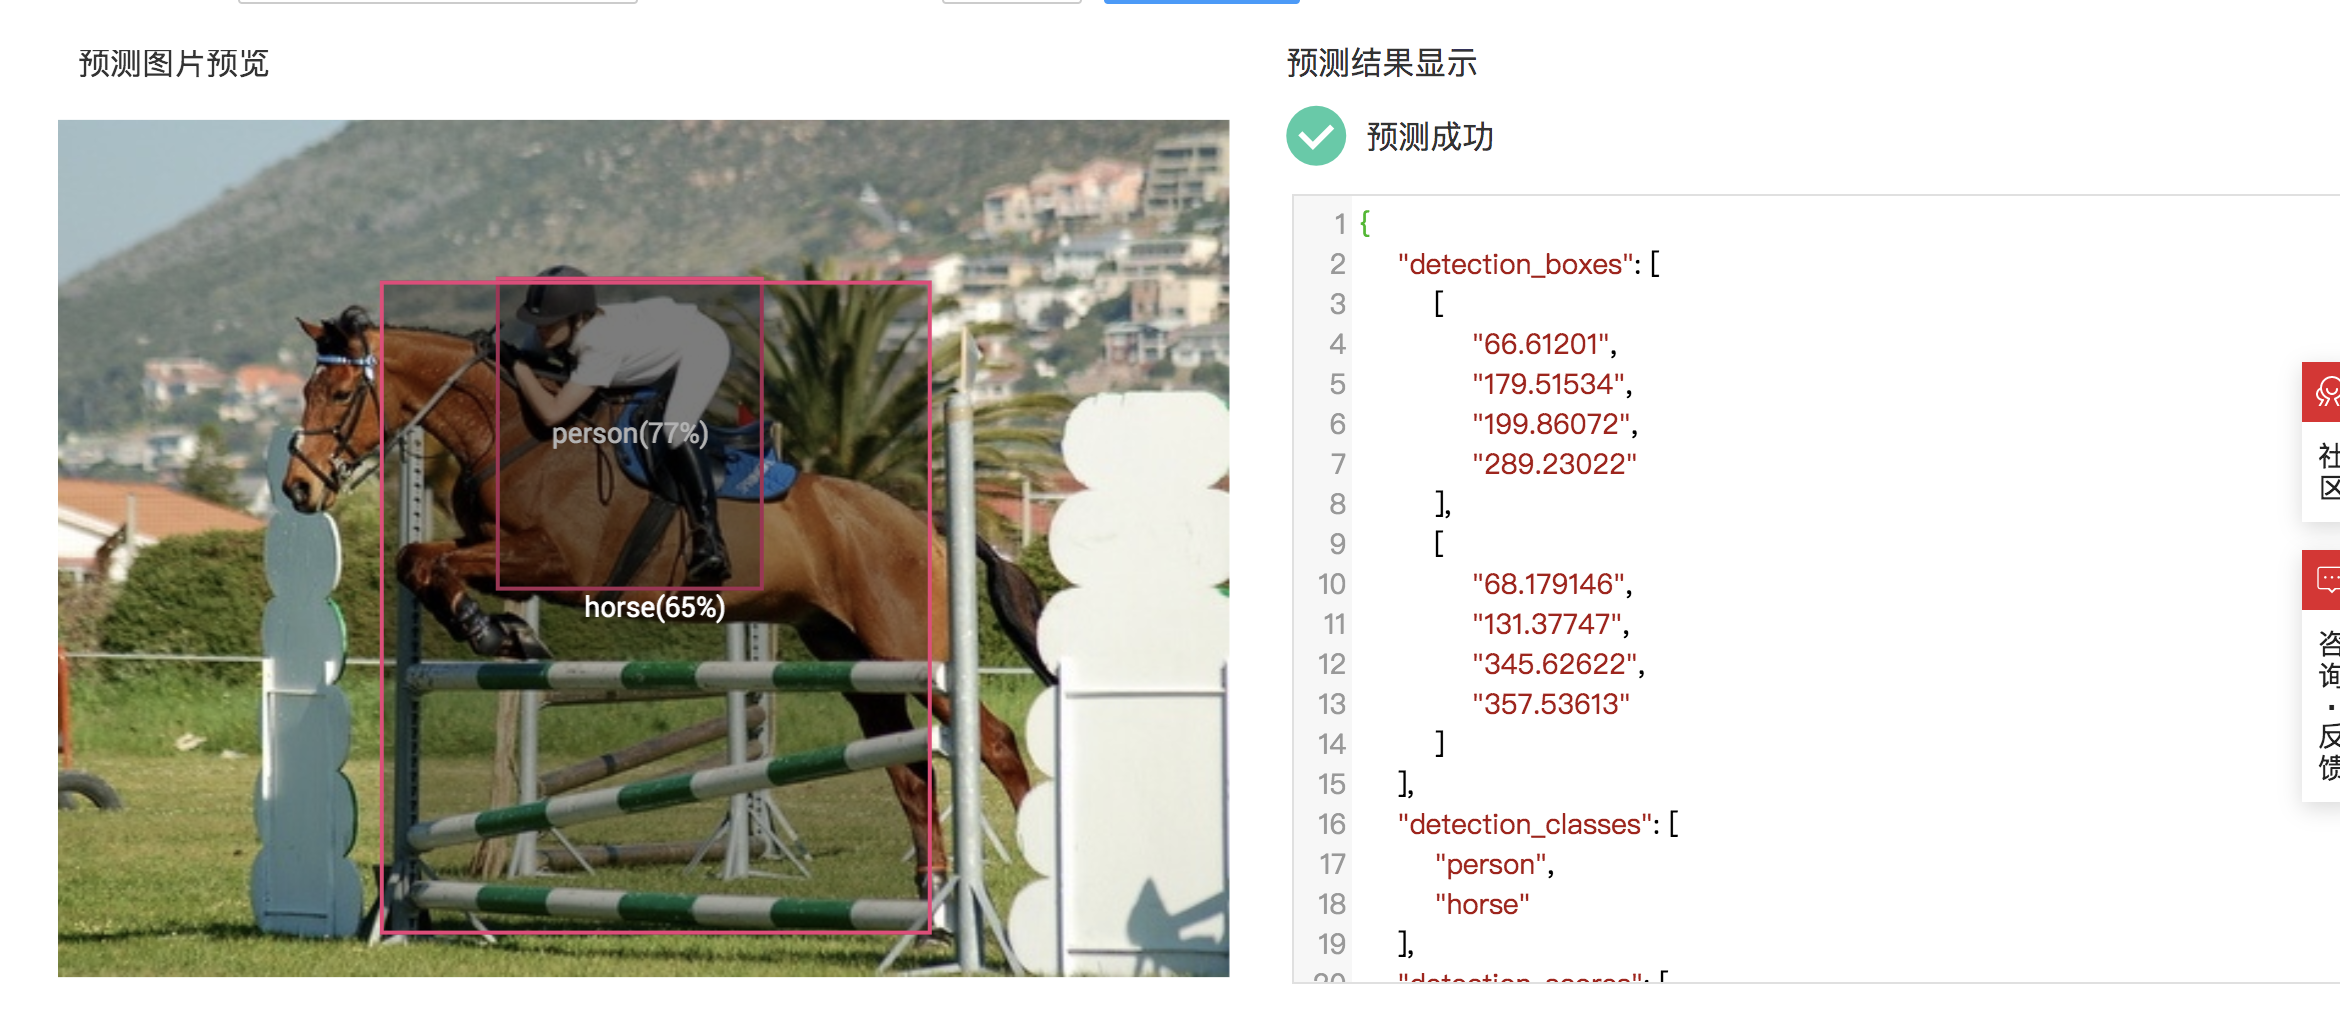 预测图片预览
预测结果显示
预测成功
person(77%)
horse(65%)
1 {
2 "detection_boxes": [
3 [
4 "66.61201",
5 "179.51534",
6 "199.86072",
7 "289.23022"
8 ],
9 [
10 "68.179146",
11 "131.37747",
12 "345.62622",
13 "357.53613"
14 ]
15 ],
16 "detection_classes": [
17 "person",
18 "horse"
19 ],
20 "detection_scores": [
社
区
咨
询
·
反
馈